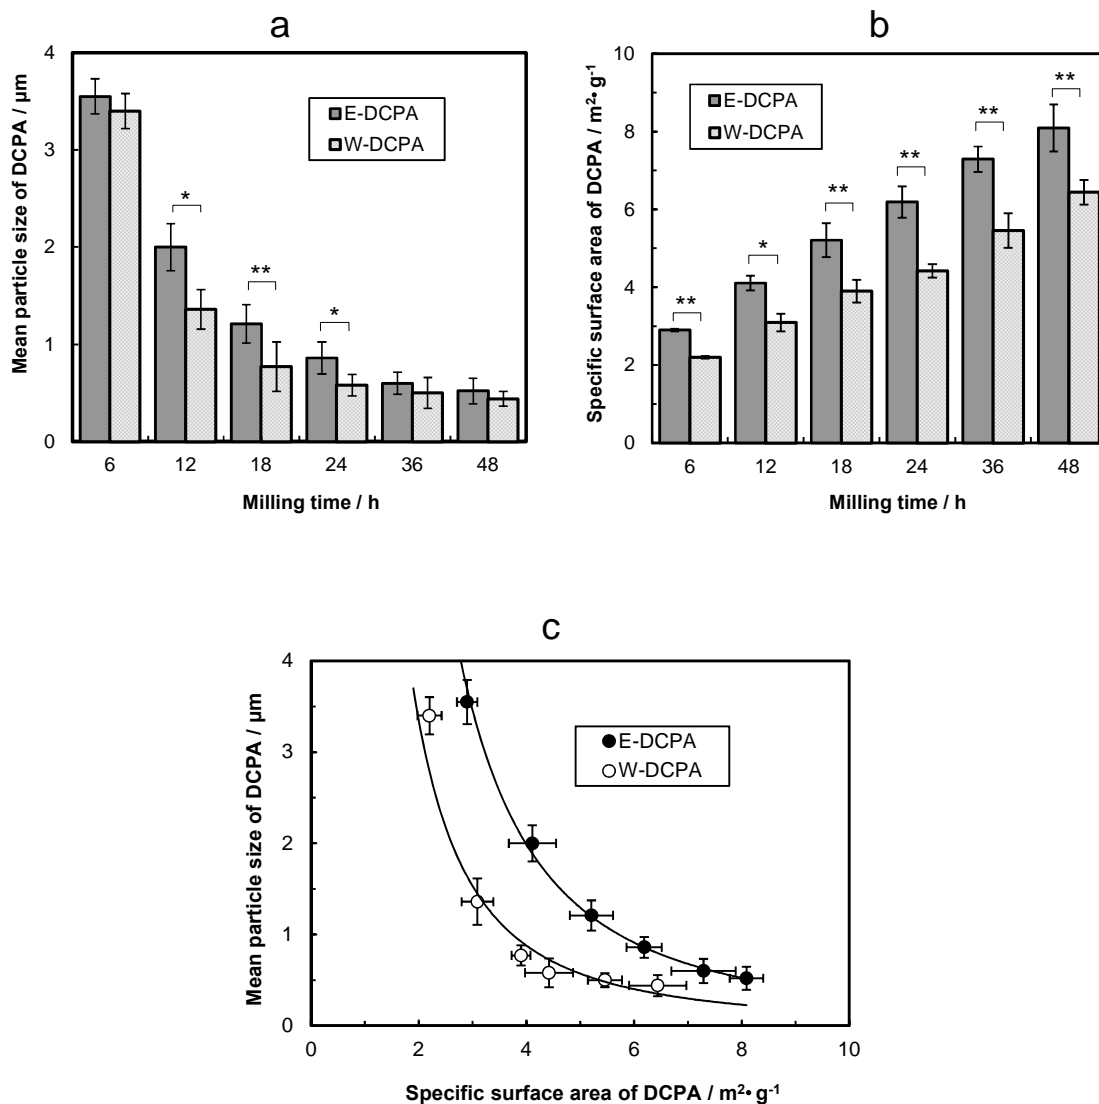 a
Mean particle size of DCPA / μm
4
3
2
1
0
E-DCPA
W-DCPA
*
**
*
6 12 18 24 36 48
Milling time / h
b
Specific surface area of DCPA / m²• g⁻¹
10
8
6
4
2
0
E-DCPA
W-DCPA
**
*
**
**
**
**
6 12 18 24 36 48
Milling time / h
c
Mean particle size of DCPA / μm
4
3
2
1
0
E-DCPA
W-DCPA
0 2 4 6 8 10
Specific surface area of DCPA / m²• g⁻¹